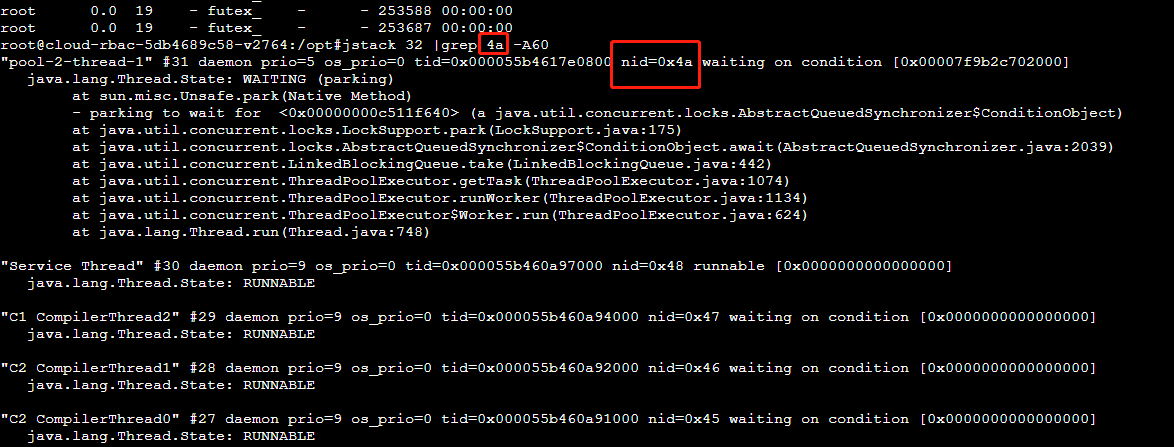 root 0.0 19 - futex_ - - 253588 00:00:00
root 0.0 19 - futex_ - - 253687 00:00:00
root@cloud-rbac-5db4689c58-v2764:/opt#jstack 32 |grep 4a -A60
"pool-2-thread-1" #31 daemon prio=5 os_prio=0 tid=0x000055b4617e0800 nid=0x4a waiting on condition [0x00007f9b2c702000]
java.lang.Thread.State: WAITING (parking)
at sun.misc.Unsafe.park(Native Method)
- parking to wait for <0x00000000c511f640> (a java.util.concurrent.locks.AbstractQueuedSynchronizer$ConditionObject)
at java.util.concurrent.locks.LockSupport.park(LockSupport.java:175)
at java.util.concurrent.locks.AbstractQueuedSynchronizer$ConditionObject.await(AbstractQueuedSynchronizer.java:2039)
at java.util.concurrent.LinkedBlockingQueue.take(LinkedBlockingQueue.java:442)
at java.util.concurrent.ThreadPoolExecutor.getTask(ThreadPoolExecutor.java:1074)
at java.util.concurrent.ThreadPoolExecutor.runWorker(ThreadPoolExecutor.java:1134)
at java.util.concurrent.ThreadPoolExecutor$Worker.run(ThreadPoolExecutor.java:624)
at java.lang.Thread.run(Thread.java:748)
"Service Thread" #30 daemon prio=9 os_prio=0 tid=0x000055b460a97000 nid=0x48 runnable [0x0000000000000000]
java.lang.Thread.State: RUNNABLE
"C1 CompilerThread2" #29 daemon prio=9 os_prio=0 tid=0x000055b460a94000 nid=0x47 waiting on condition [0x0000000000000000]
java.lang.Thread.State: RUNNABLE
"C2 CompilerThread1" #28 daemon prio=9 os_prio=0 tid=0x000055b460a92000 nid=0x46 waiting on condition [0x0000000000000000]
java.lang.Thread.State: RUNNABLE
"C2 CompilerThread0" #27 daemon prio=9 os_prio=0 tid=0x000055b460a91000 nid=0x45 waiting on condition [0x0000000000000000]
java.lang.Thread.State: RUNNABLE